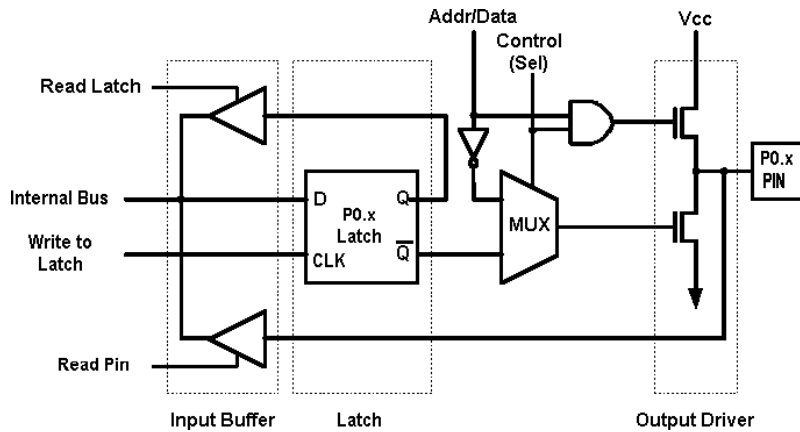 Addr/Data
Control
(Sel)
Vcc
Read Latch
Internal Bus
Write to
Latch
Read Pin
D
Q
P0.x
Latch
CLK
Q̅
MUX
P0.x
PIN
Input Buffer
Latch
Output Driver